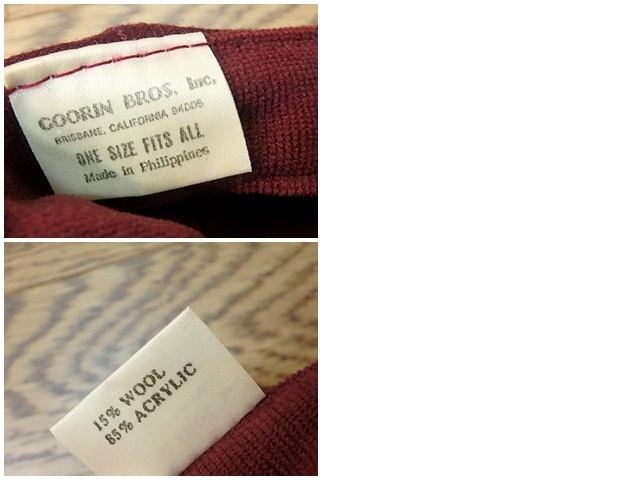 GOORIN BROS. Inc.
BRISBANE, CALIFORNIA 94005
ONE SIZE FITS ALL
Made in Philippines
15% WOOL
85% ACRYLIC